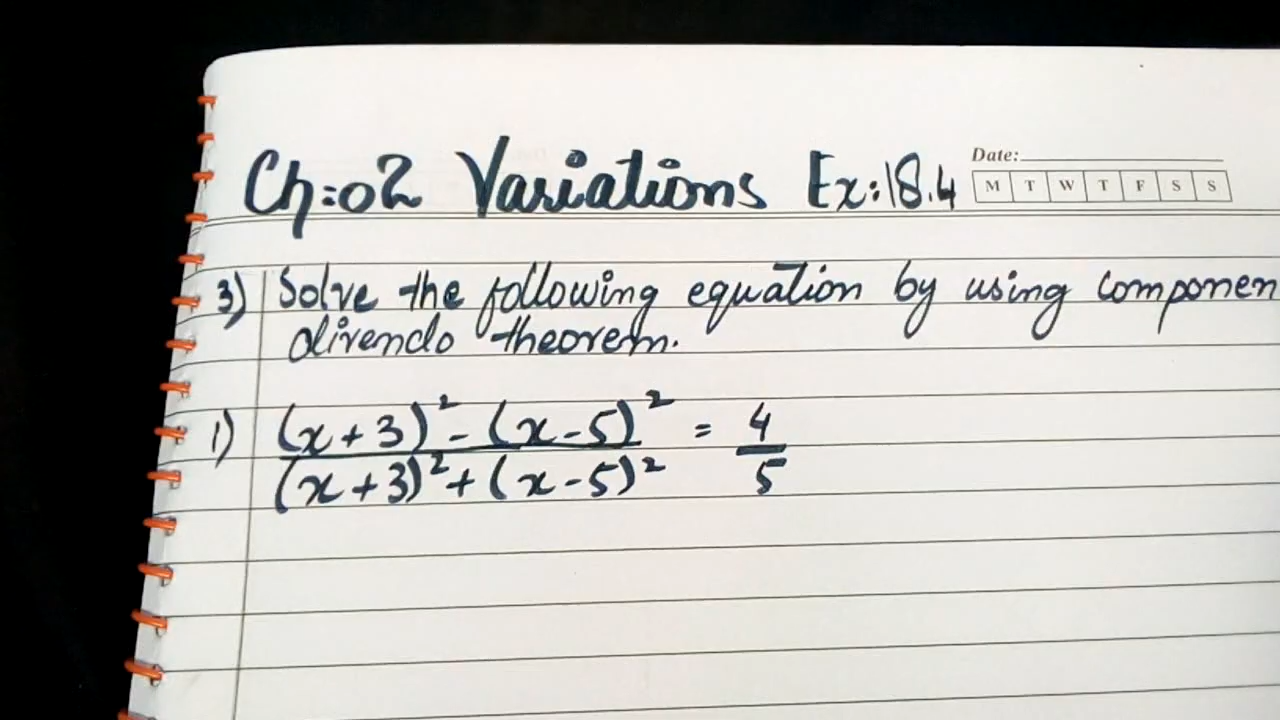 Ch=02 Variations Ex:18.4
Date:
M T W T F S S
3) Solve the following equation by using componen
divendo theorem.
1) (x+3)² - (x-5)² = 4
(x+3)² + (x-5)² 5